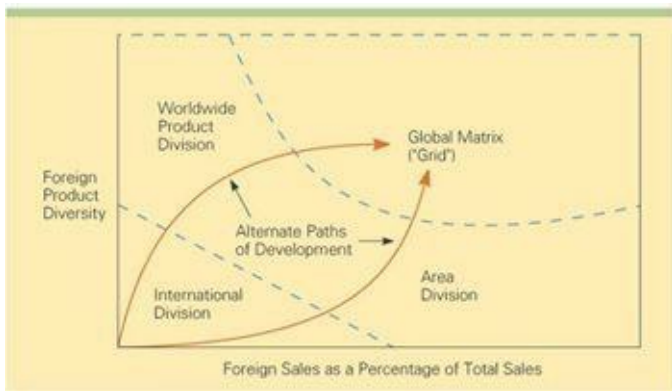 Worldwide
Product
Division
Global Matrix
("Grid")
Foreign
Product
Diversity
Alternate Paths
of Development
International
Division
Area
Division
Foreign Sales as a Percentage of Total Sales